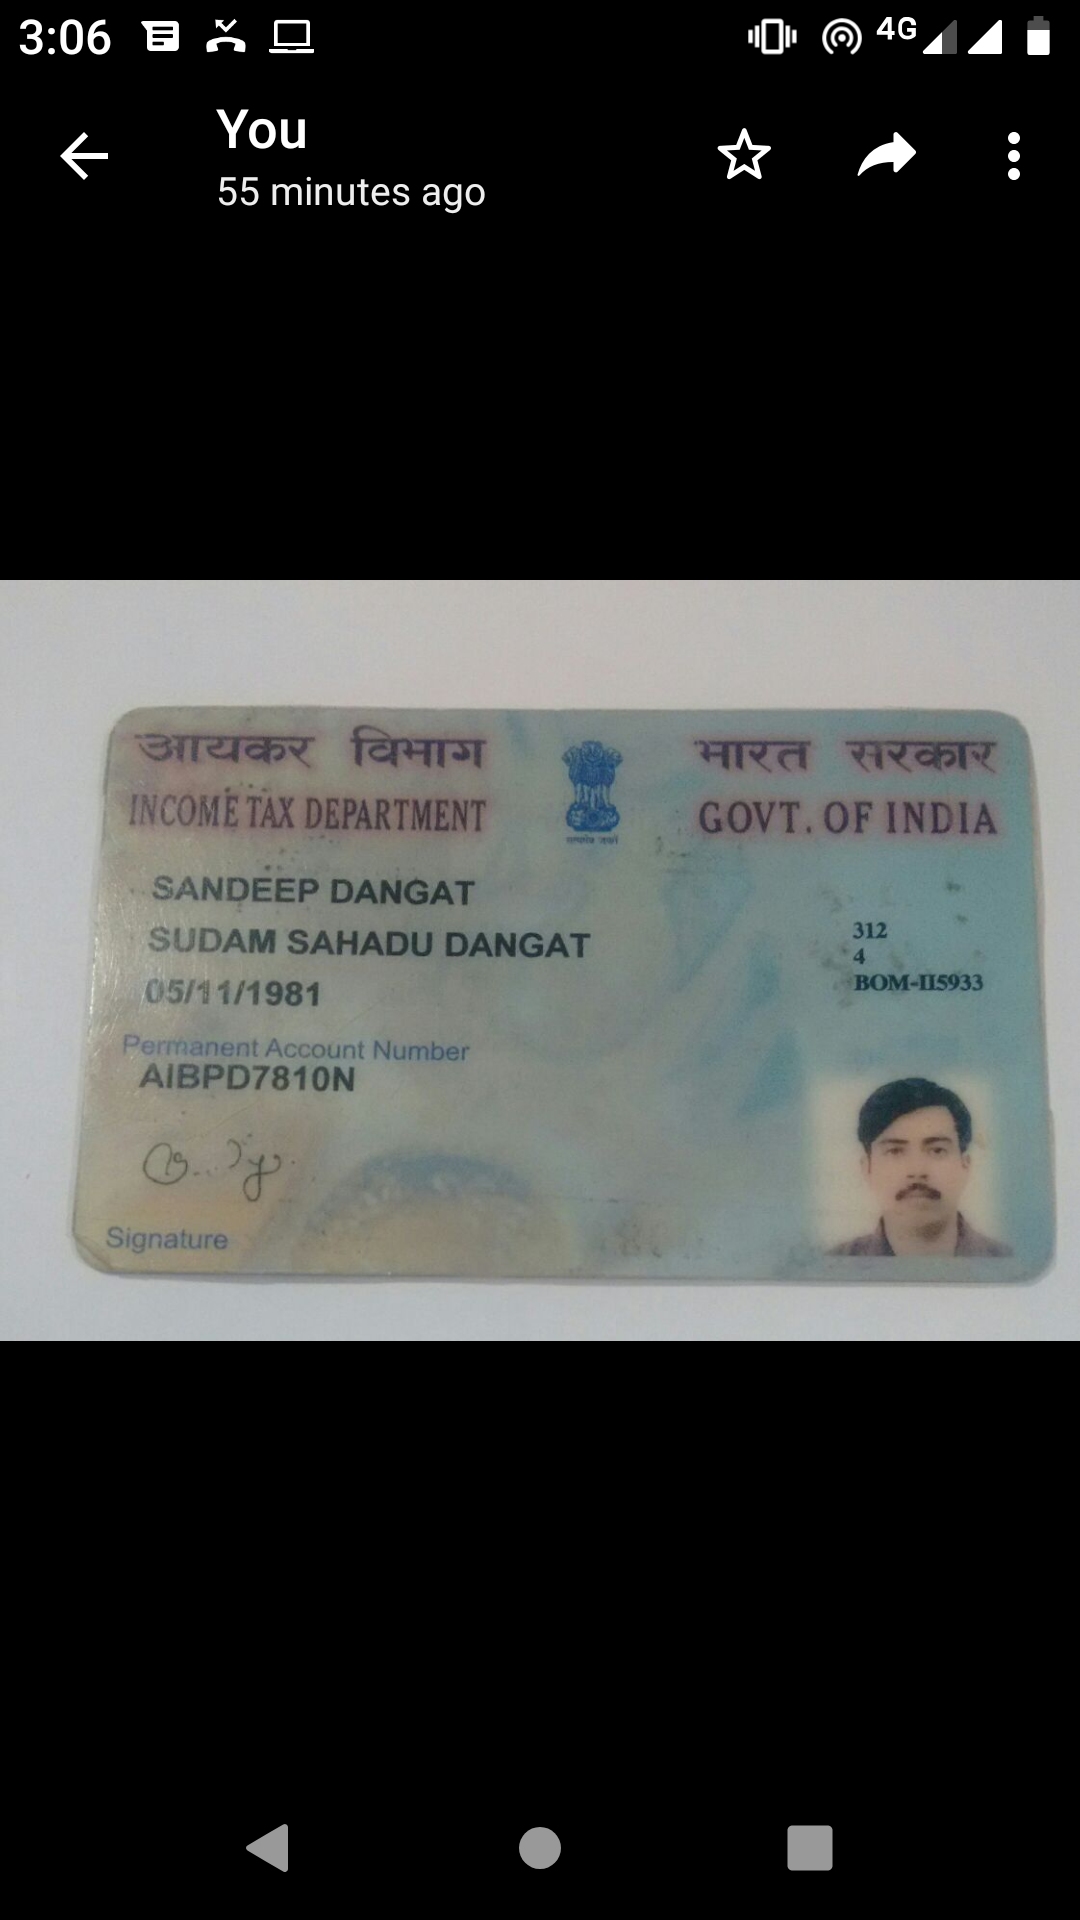 3:06
4G
You
55 minutes ago
आयकर विभाग
भारत सरकार
INCOME TAX DEPARTMENT
GOVT. OF INDIA
SANDEEP DANGAT
SUDAM SAHADU DANGAT
312
4
05/11/1981
BOM-II5933
Permanent Account Number
AIBPD7810N
Signature